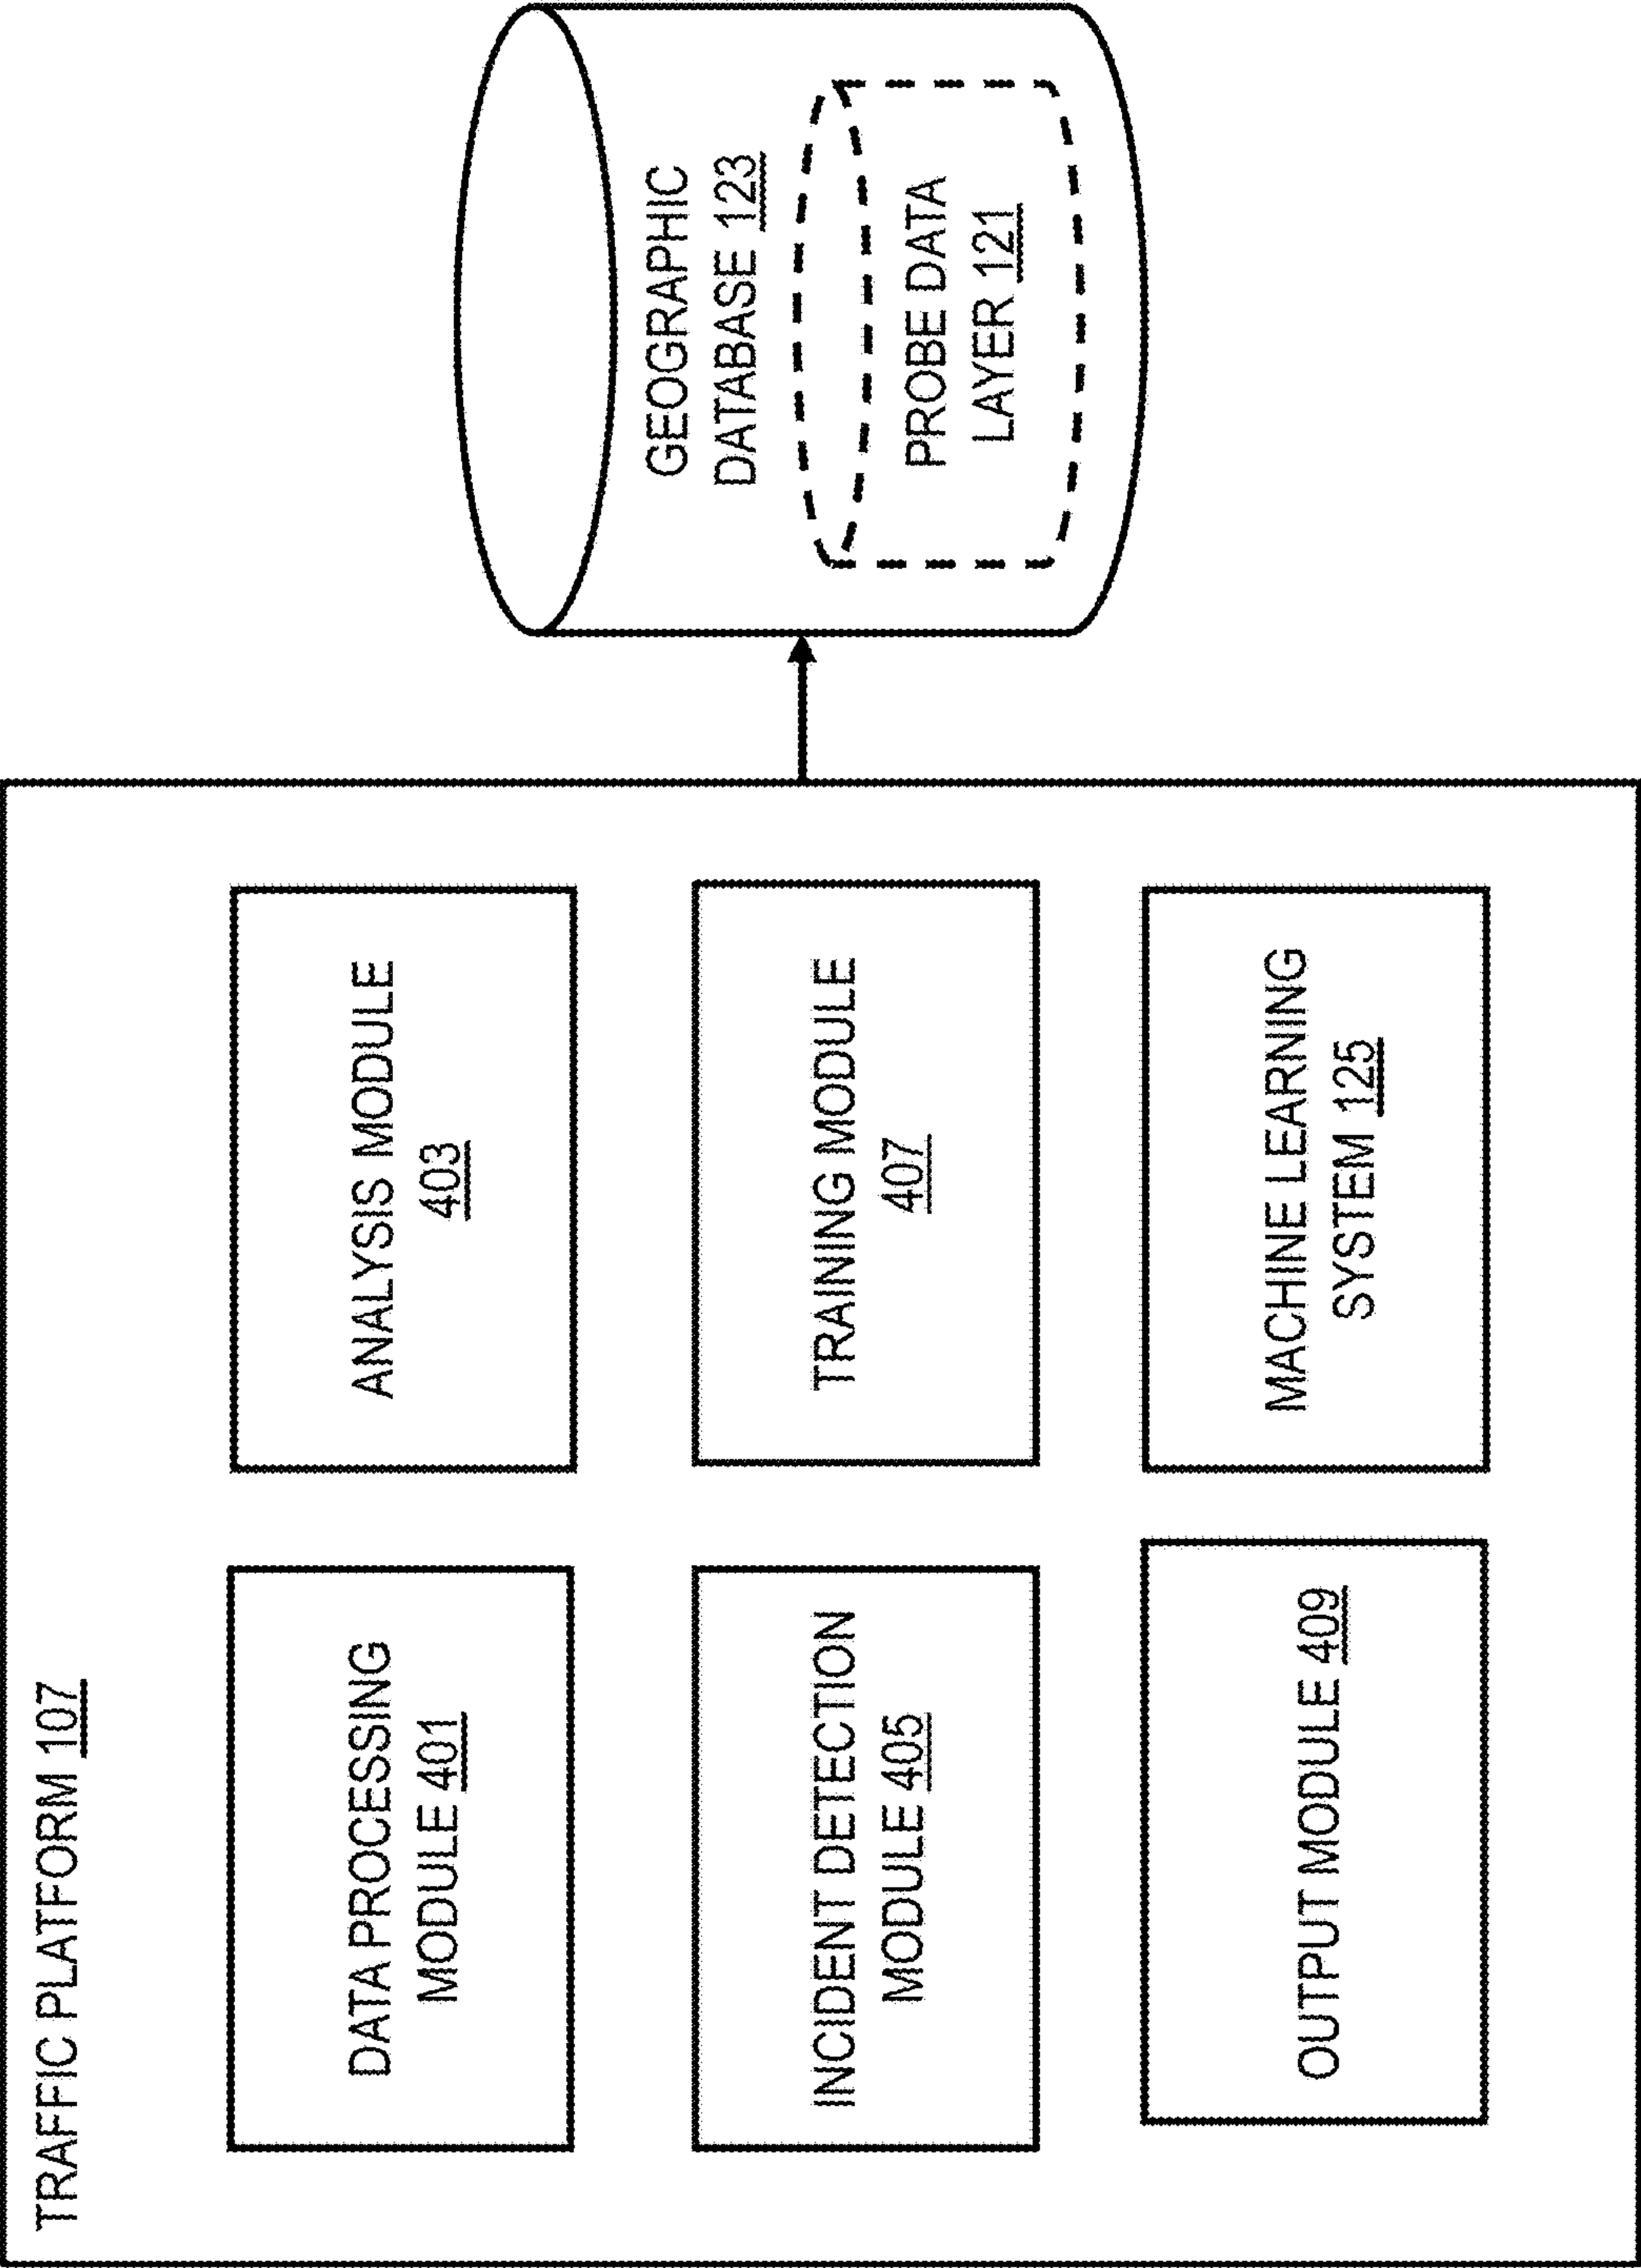 TRAFFIC PLATFORM 107
DATA PROCESSING
MODULE 401
ANALYSIS MODULE
403
INCIDENT DETECTION
MODULE 405
TRAINING MODULE
407
OUTPUT MODULE 409
MACHINE LEARNING
SYSTEM 125
GEOGRAPHIC
DATABASE 123
PROBE DATA
LAYER 121